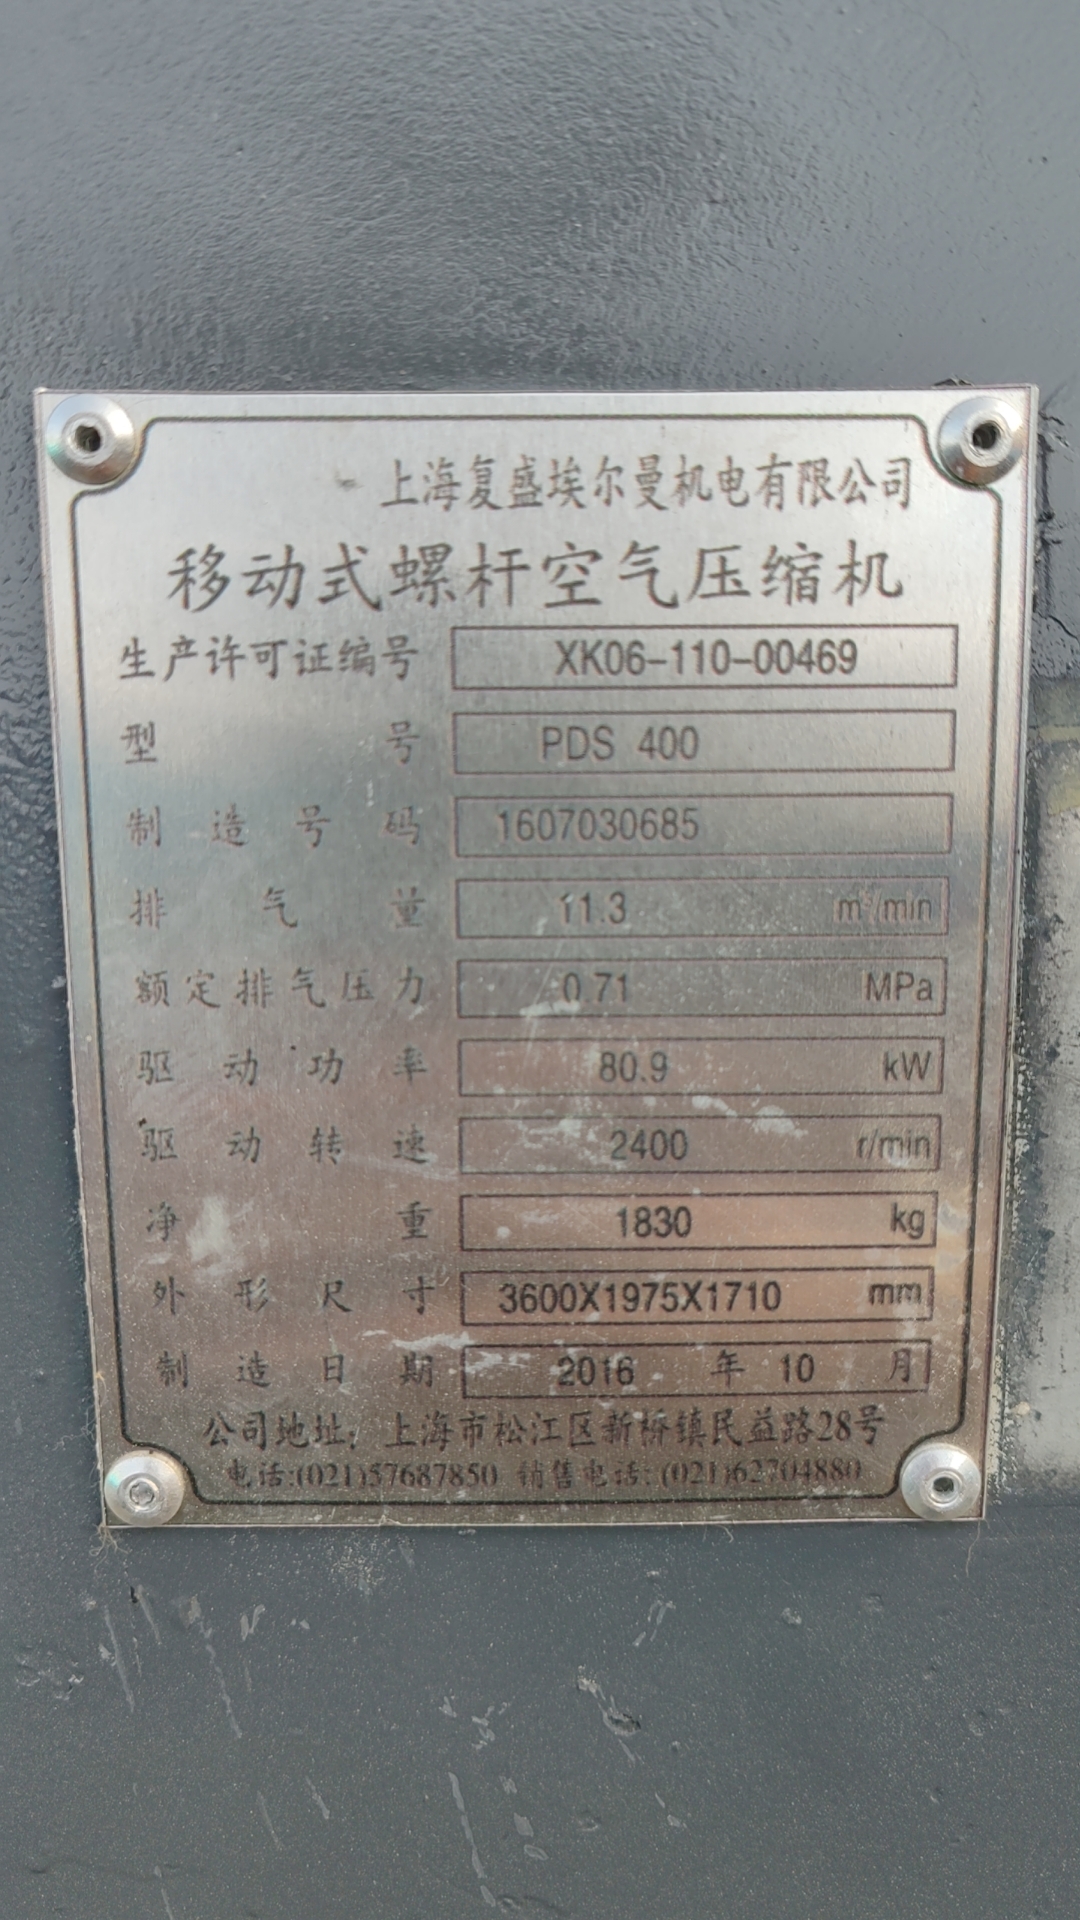 上海复盛埃尔曼机电有限公司
移动式螺杆空气压缩机
生产许可证编号 XK06-110-00469
型号 PDS 400
制造号码 1607030685
排气量 11.3 m³/min
额定排气压力 0.71 MPa
驱动功率 80.9 kW
驱动转速 2400 r/min
净重 1830 kg
外形尺寸 3600X1975X1710 mm
制造日期 2016 年 10 月
公司地址: 上海市松江区新桥镇民益路28号
电话:(021)57687850 销售电话:(021)62704880